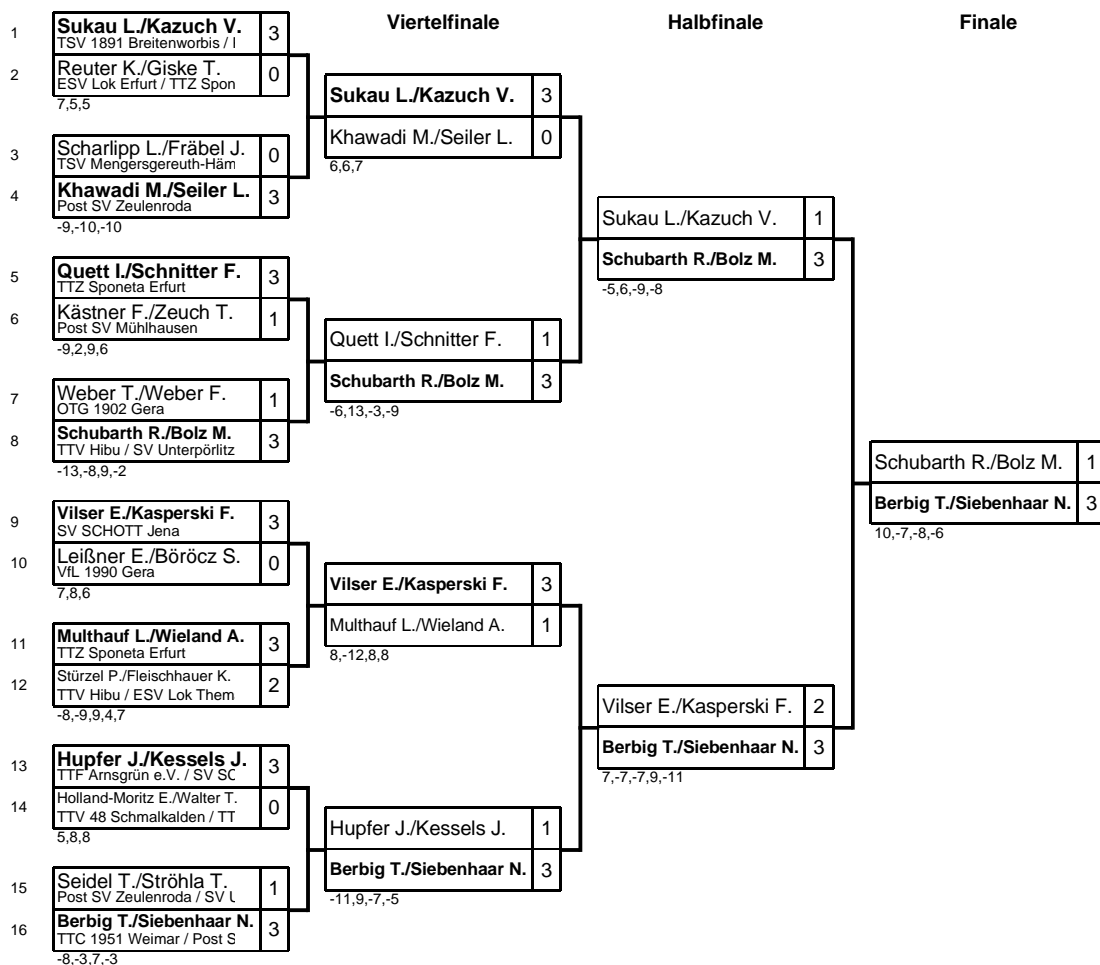 Viertelfinale
Halbfinale
Finale
1 Sukau L./Kazuch V. 3
TSV 1891 Breitenworbis / I
2 Reuter K./Giske T. 0
ESV Lok Erfurt / TTZ Spon
7,5,5
3 Scharlipp L./Fräbel J. 0
TSV Mengersgereuth-Häm
4 Khawadi M./Seiler L. 3
Post SV Zeulenroda
-9,-10,-10
5 Quett I./Schnitter F. 3
TTZ Sponeta Erfurt
6 Kästner F./Zeuch T. 1
Post SV Mühlhausen
-9,2,9,6
7 Weber T./Weber F. 1
OTG 1902 Gera
8 Schubarth R./Bolz M. 3
TTV Hibu / SV Unterpörlitz
-13,-8,9,-2
9 Vilser E./Kasperski F. 3
SV SCHOTT Jena
10 Leißner E./Böröcz S. 0
VfL 1990 Gera
7,8,6
11 Multhauf L./Wieland A. 3
TTZ Sponeta Erfurt
12 Stürzel P./Fleischhauer K. 2
TTV Hibu / ESV Lok Them
-8,-9,9,4,7
13 Hupfer J./Kessels J. 3
TTF Arnsgrün e.V. / SV SC
14 Holland-Moritz E./Walter T. 0
TTV 48 Schmalkalden / TT
5,8,8
15 Seidel T./Ströhla T. 1
Post SV Zeulenroda / SV U
16 Berbig T./Siebenhaar N. 3
TTC 1951 Weimar / Post S
-8,-3,7,-3
Sukau L./Kazuch V. 3
Khawadi M./Seiler L. 0
6,6,7
Quett I./Schnitter F. 1
Schubarth R./Bolz M. 3
-6,13,-3,-9
Vilser E./Kasperski F. 3
Multhauf L./Wieland A. 1
8,-12,8,8
Hupfer J./Kessels J. 1
Berbig T./Siebenhaar N. 3
-11,9,-7,-5
Sukau L./Kazuch V. 1
Schubarth R./Bolz M. 3
-5,6,-9,-8
Vilser E./Kasperski F. 2
Berbig T./Siebenhaar N. 3
7,-7,-7,9,-11
Schubarth R./Bolz M. 1
Berbig T./Siebenhaar N. 3
10,-7,-8,-6